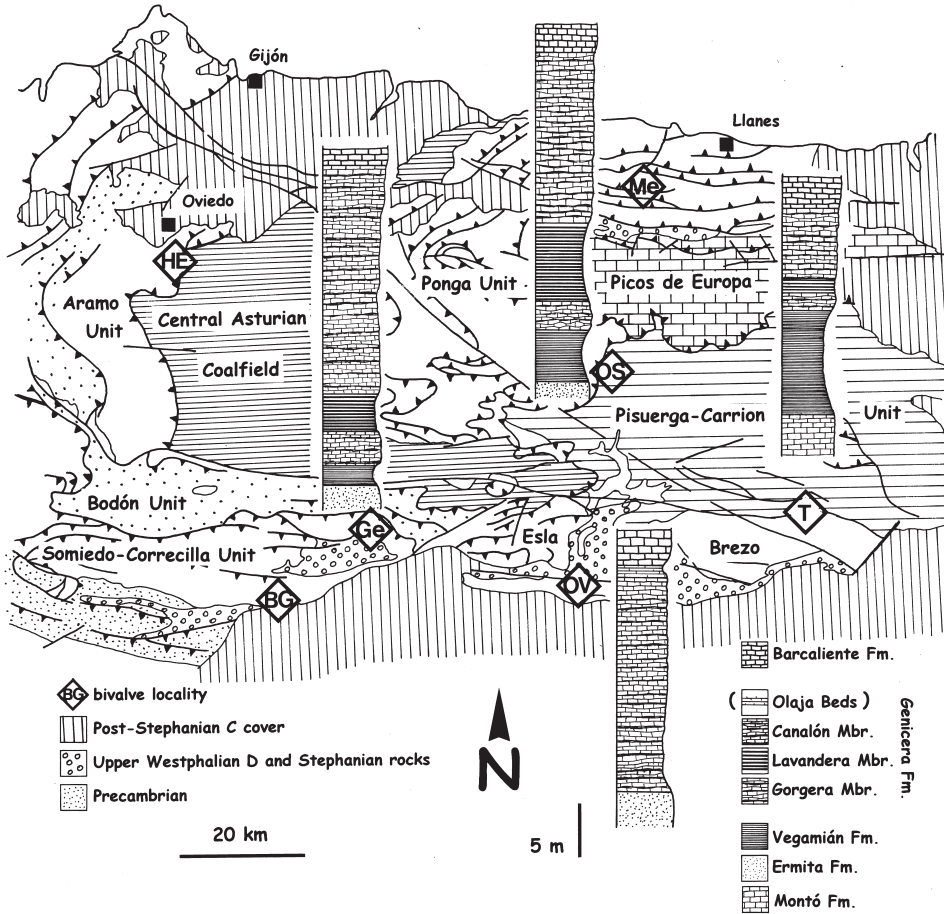 Gijón
Llanes
Me
Oviedo
HE
Ponga Unit
Picos de Europa
Aramo
Unit
Central Asturian
Coalfield
OS
Pisuerga-Carrion
Unit
Bodón Unit
T
Ge
Esla
Somiedo-Correcilla Unit
Brezo
BG
OV
BG bivalve locality
Post-Stephanian C cover
Upper Westphalian D and Stephanian rocks
Precambrian
20 km
N
5 m
Barcaliente Fm.
( Olaja Beds )
Canalón Mbr.
Lavandera Mbr.
Gorgera Mbr.
Genicera Fm.
Vegamián Fm.
Ermita Fm.
Montó Fm.